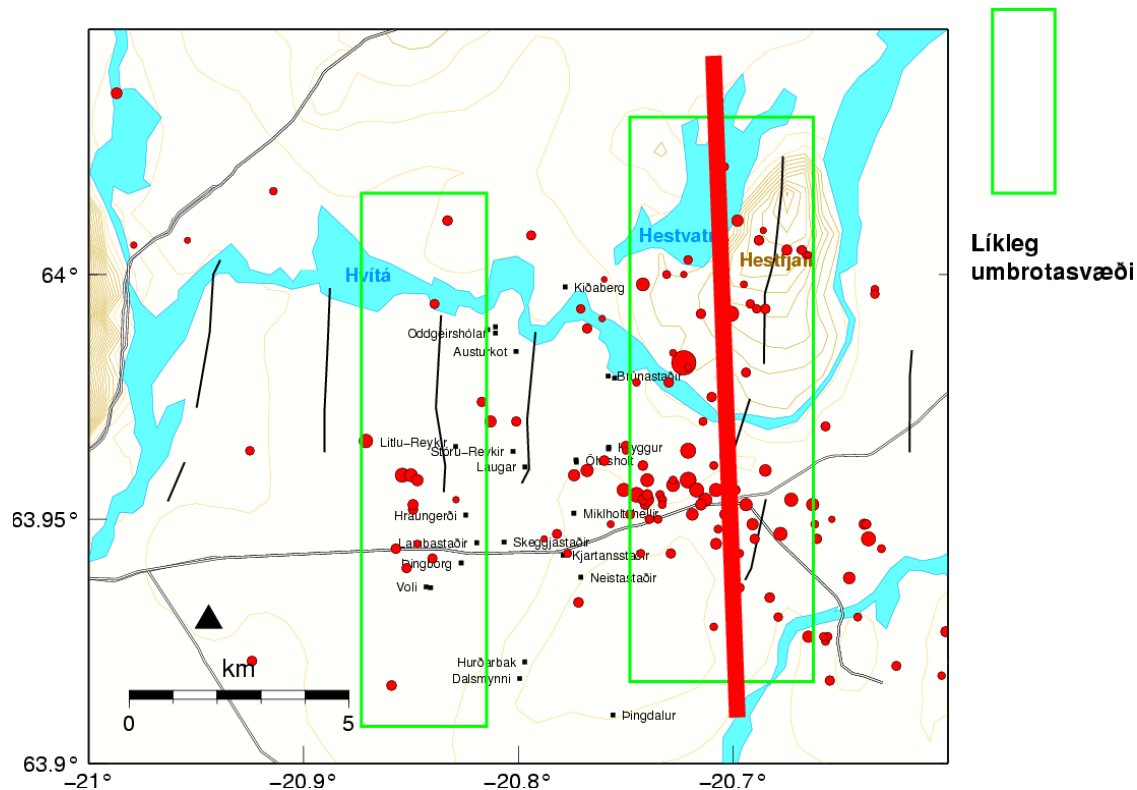 Líkleg
umbrotasvæði
Hestvatn
Hestfjall
64°
Hvítá
Kiðaberg
Oddgeirshólar
Austurkot
Brúnastaðir
Litlu-Reykir
Stóru-Reykir
Laugar
Hryggur
Ölvisholt
Hraungerði
Miklholtshellir
63.95°
Lambastaðir
Skeggjastaðir
Kjartansstaðir
Þingborg
Voli
Neistastaðir
Hurðarbak
Dalsmynni
Þingdalur
km
0
5
63.9°
-21°
-20.9°
-20.8°
-20.7°